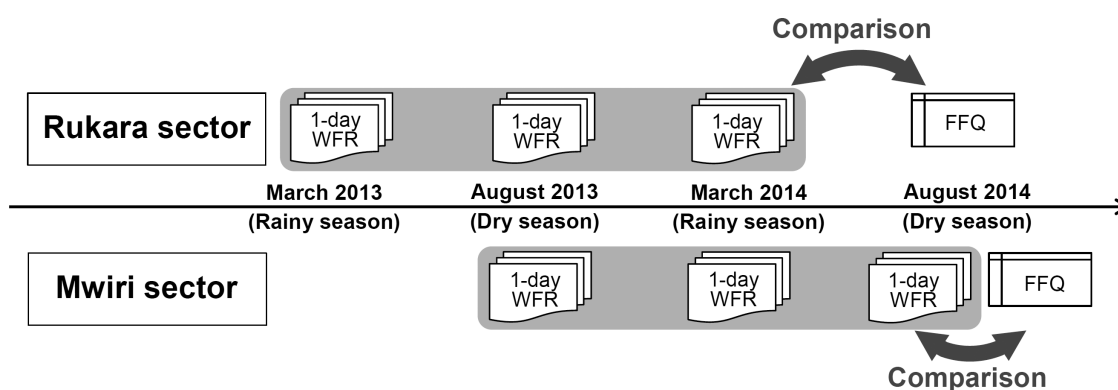 Comparison
Rukara sector
1-day
WFR
1-day
WFR
1-day
WFR
FFQ
March 2013
(Rainy season)
August 2013
(Dry season)
March 2014
(Rainy season)
August 2014
(Dry season)
Mwiri sector
1-day
WFR
1-day
WFR
1-day
WFR
FFQ
Comparison